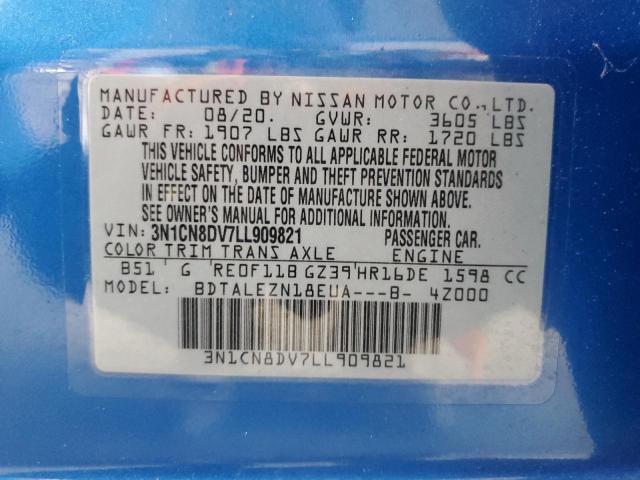 MANUFACTURED BY NISSAN MOTOR CO.,LTD.
DATE: 08/20. GVWR: 3605 LBS
GAWR FR: 1907 LBS GAWR RR: 1720 LBS
THIS VEHICLE CONFORMS TO ALL APPLICABLE FEDERAL MOTOR
VEHICLE SAFETY, BUMPER AND THEFT PREVENTION STANDARDS
IN EFFECT ON THE DATE OF MANUFACTURE SHOWN ABOVE.
SEE OWNER'S MANUAL FOR ADDITIONAL INFORMATION.
VIN: 3N1CN8DV7LL909821 PASSENGER CAR.
COLOR TRIM TRANS AXLE ENGINE
B51 G RE0F11B GZ39 HR16DE 1598 CC
MODEL: BDTALEZN18EUA---B- 4Z000
3N1CN8DV7LL909821